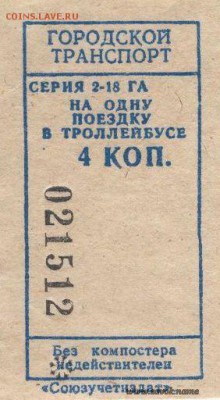 COINS.LAVE.RU
ГОРОДСКОЙ
ТРАНСПОРТ
СЕРИЯ 2-18 ГА
НА ОДНУ
ПОЕЗДКУ
В ТРОЛЛЕЙБУСЕ
4 КОП.
021512
Без компостера
недействителен
«Союзучетиздат»